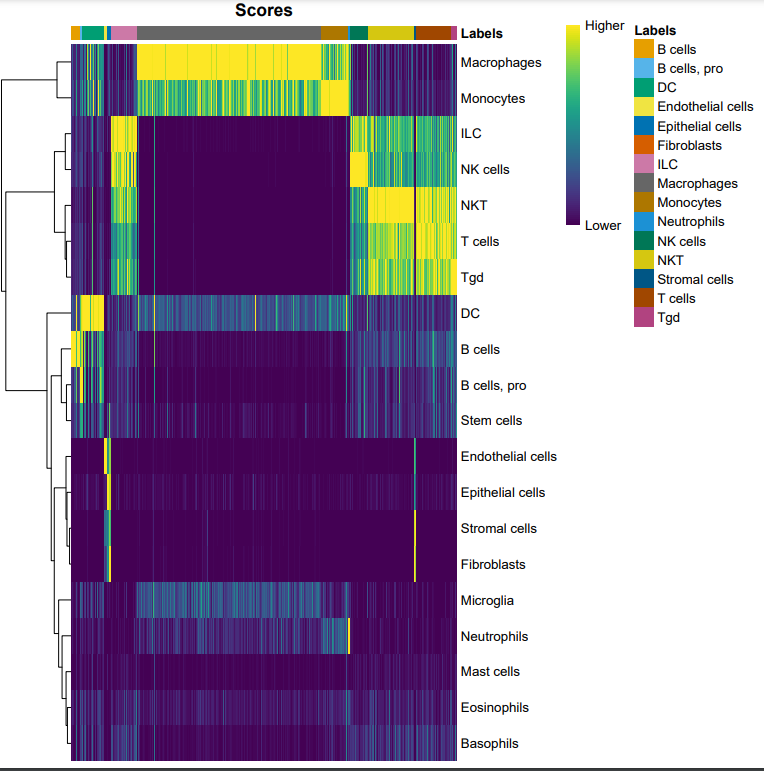 Scores
Labels
Macrophages
Monocytes
ILC
NK cells
NKT
T cells
Tgd
DC
B cells
B cells, pro
Stem cells
Endothelial cells
Epithelial cells
Stromal cells
Fibroblasts
Microglia
Neutrophils
Mast cells
Eosinophils
Basophils
Higher
Lower
Labels
B cells
B cells, pro
DC
Endothelial cells
Epithelial cells
Fibroblasts
ILC
Macrophages
Monocytes
Neutrophils
NK cells
NKT
Stromal cells
T cells
Tgd